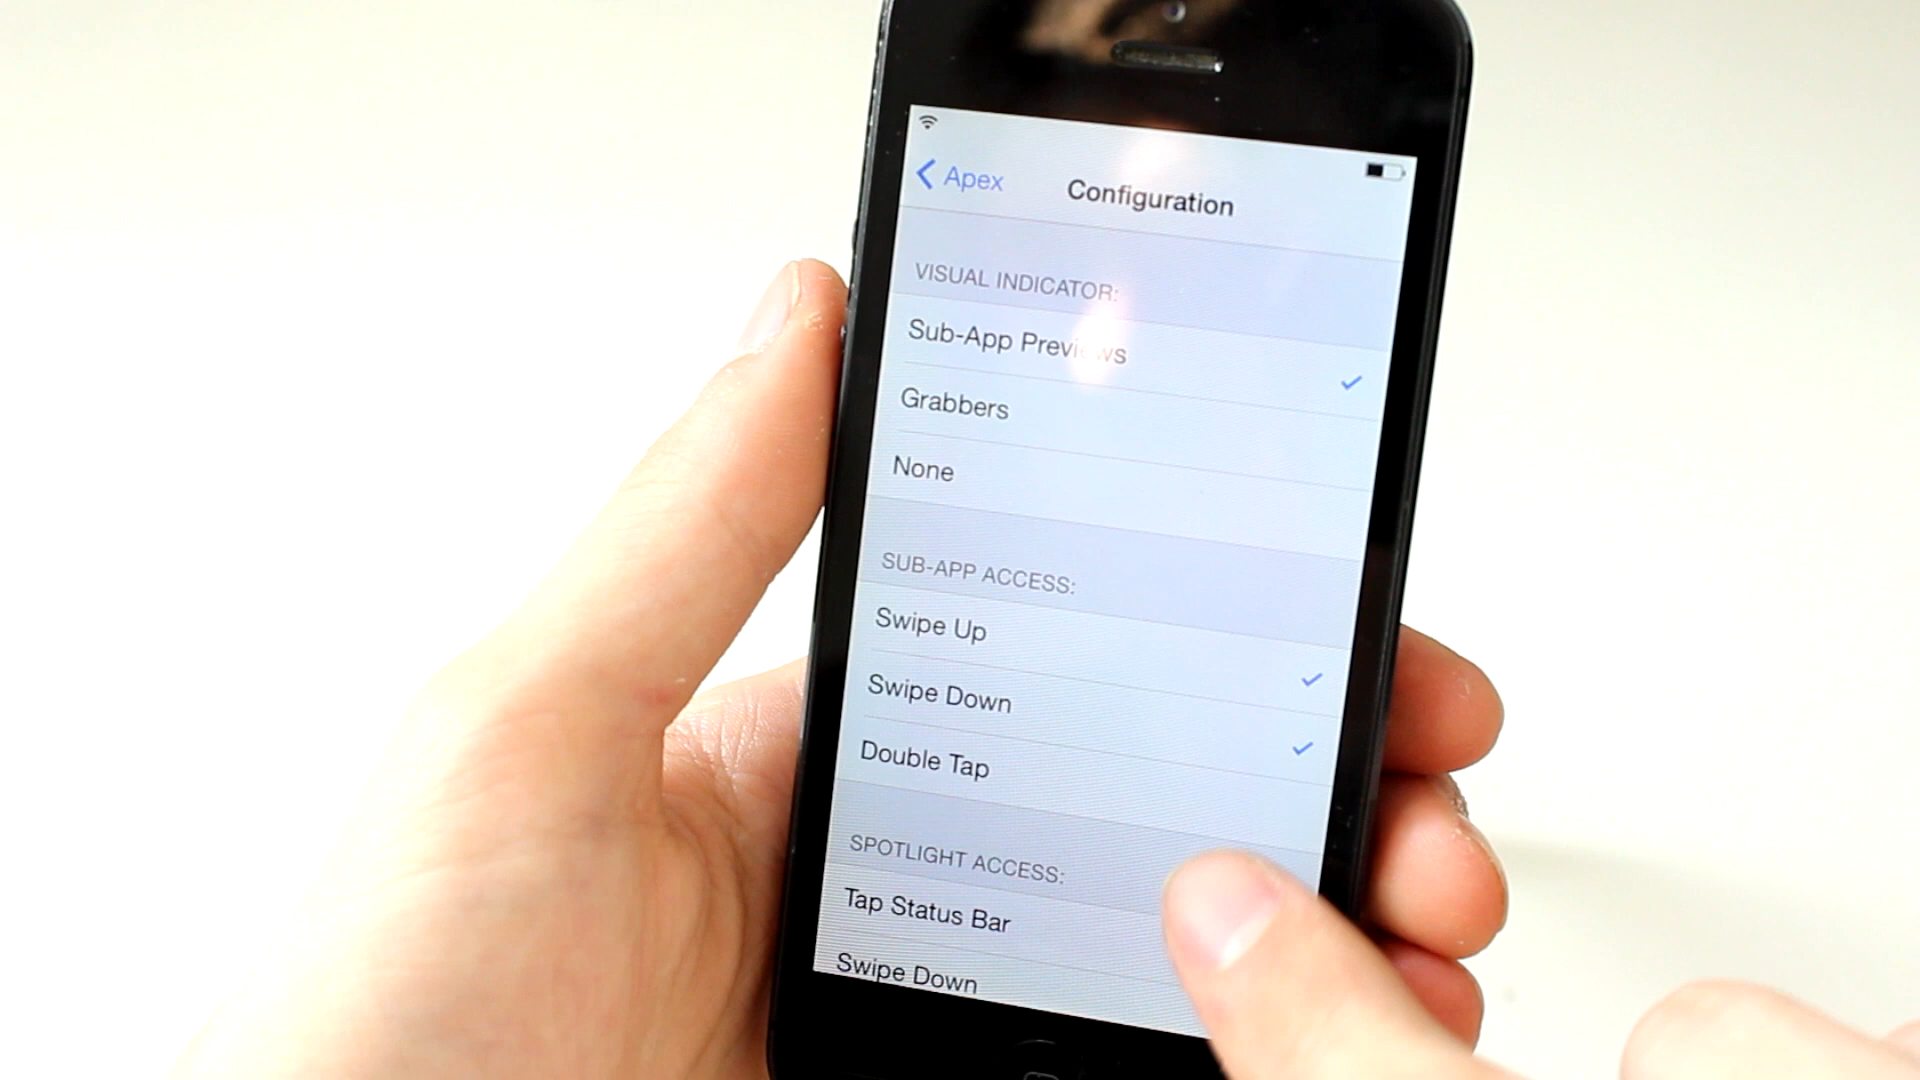 Apex
Configuration
VISUAL INDICATOR:
Sub-App Previews
Grabbers
None
SUB-APP ACCESS:
Swipe Up
Swipe Down
Double Tap
SPOTLIGHT ACCESS:
Tap Status Bar
Swipe Down